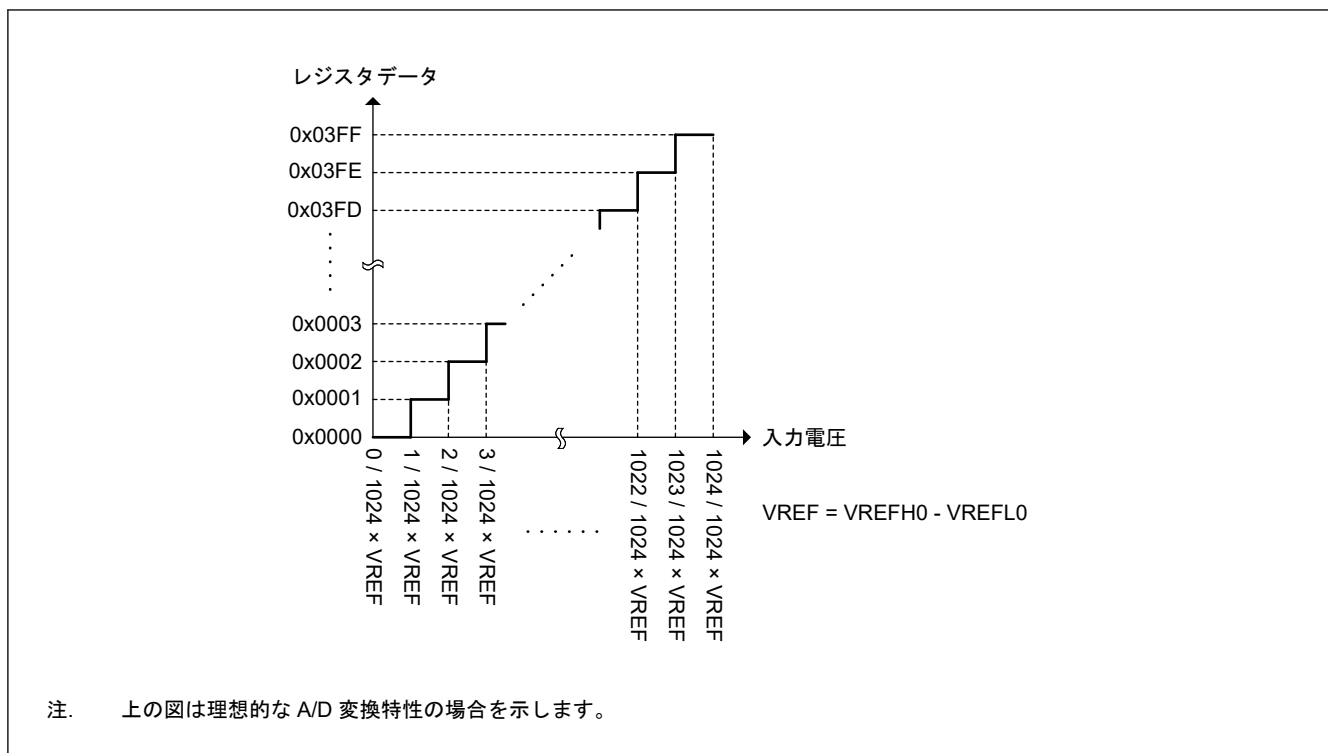 レジスタデータ
0x03FF
0x03FE
0x03FD
0x0003
0x0002
0x0001
0x0000
入力電圧
0 / 1024 × VREF
1 / 1024 × VREF
2 / 1024 × VREF
3 / 1024 × VREF
1022 / 1024 × VREF
1023 / 1024 × VREF
1024 / 1024 × VREF
VREF = VREFH0 - VREFL0
注. 上の図は理想的な A/D 変換特性の場合を示します。